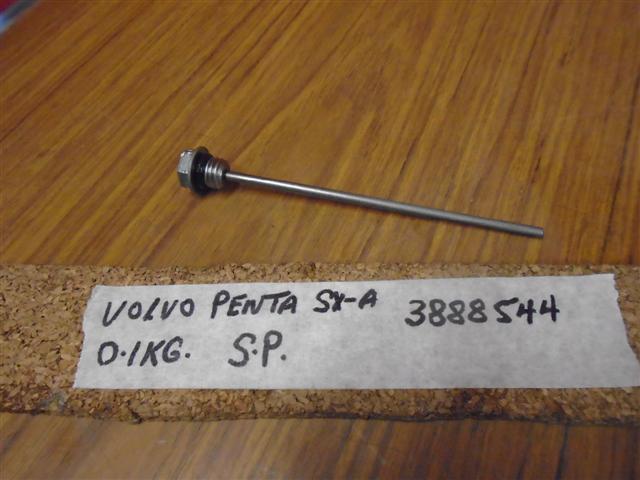 VOLVO PENTA SX-A 3888544
0.1KG. S.P.